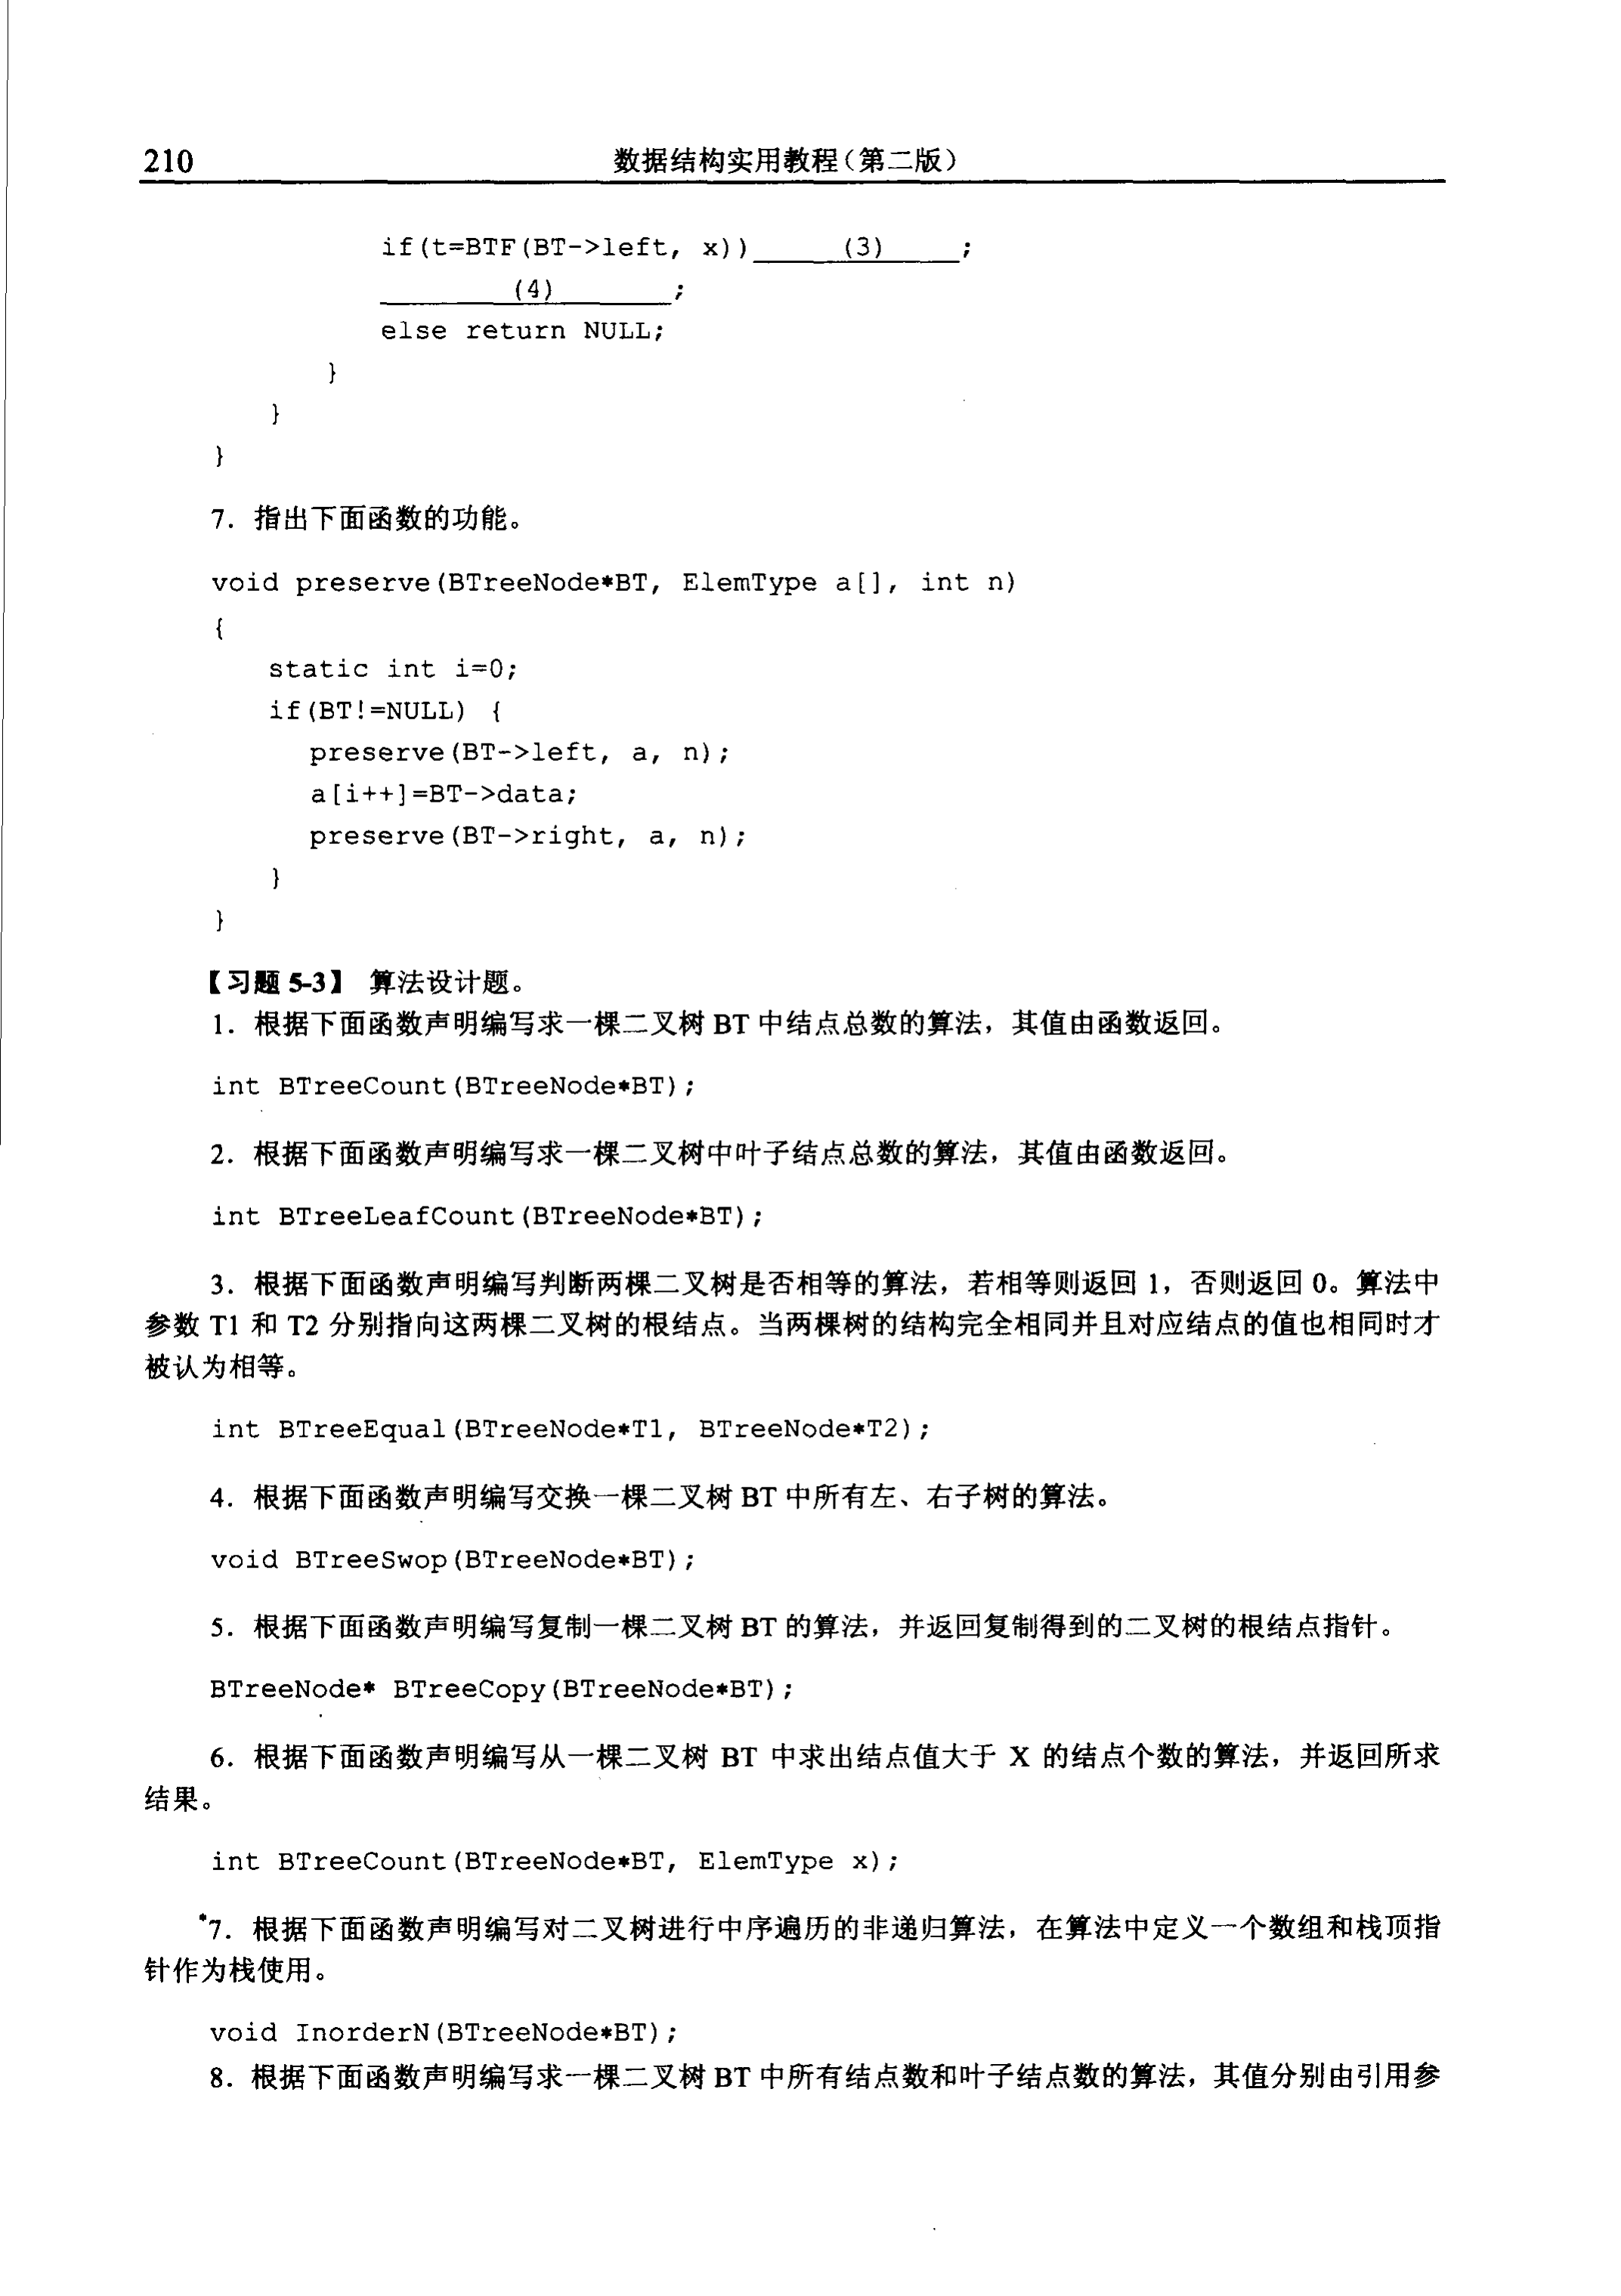 210
数据结构实用教程(第二版)
if(t=BTF(BT->left, x)) (3) ;
(4) ;
else return NULL;
}
}
}
7. 指出下面函数的功能。
void preserve(BTreeNode*BT, ElemType a[], int n)
{
static int i=0;
if(BT!=NULL) {
preserve(BT->left, a, n);
a[i++]=BT->data;
preserve(BT->right, a, n);
}
}
【习题 5-3】 算法设计题。
1. 根据下面函数声明编写求一棵二叉树 BT 中结点总数的算法，其值由函数返回。
int BTreeCount(BTreeNode*BT);
2. 根据下面函数声明编写求一棵二叉树中叶子结点总数的算法，其值由函数返回。
int BTreeLeafCount(BTreeNode*BT);
3. 根据下面函数声明编写判断两棵二叉树是否相等的算法，若相等则返回 1，否则返回 0。算法中
参数 T1 和 T2 分别指向这两棵二叉树的根结点。当两棵树的结构完全相同并且对应结点的值也相同时才
被认为相等。
int BTreeEqual(BTreeNode*T1, BTreeNode*T2);
4. 根据下面函数声明编写交换一棵二叉树 BT 中所有左、右子树的算法。
void BTreeSwop(BTreeNode*BT);
5. 根据下面函数声明编写复制一棵二叉树 BT 的算法，并返回复制得到的二叉树的根结点指针。
BTreeNode* BTreeCopy(BTreeNode*BT);
6. 根据下面函数声明编写从一棵二叉树 BT 中求出结点值大于 X 的结点个数的算法，并返回所求
结果。
int BTreeCount(BTreeNode*BT, ElemType x);
*7. 根据下面函数声明编写对二叉树进行中序遍历的非递归算法，在算法中定义一个数组和栈顶指
针作为栈使用。
void InorderN(BTreeNode*BT);
8. 根据下面函数声明编写求一棵二叉树 BT 中所有结点数和叶子结点数的算法，其值分别由引用参